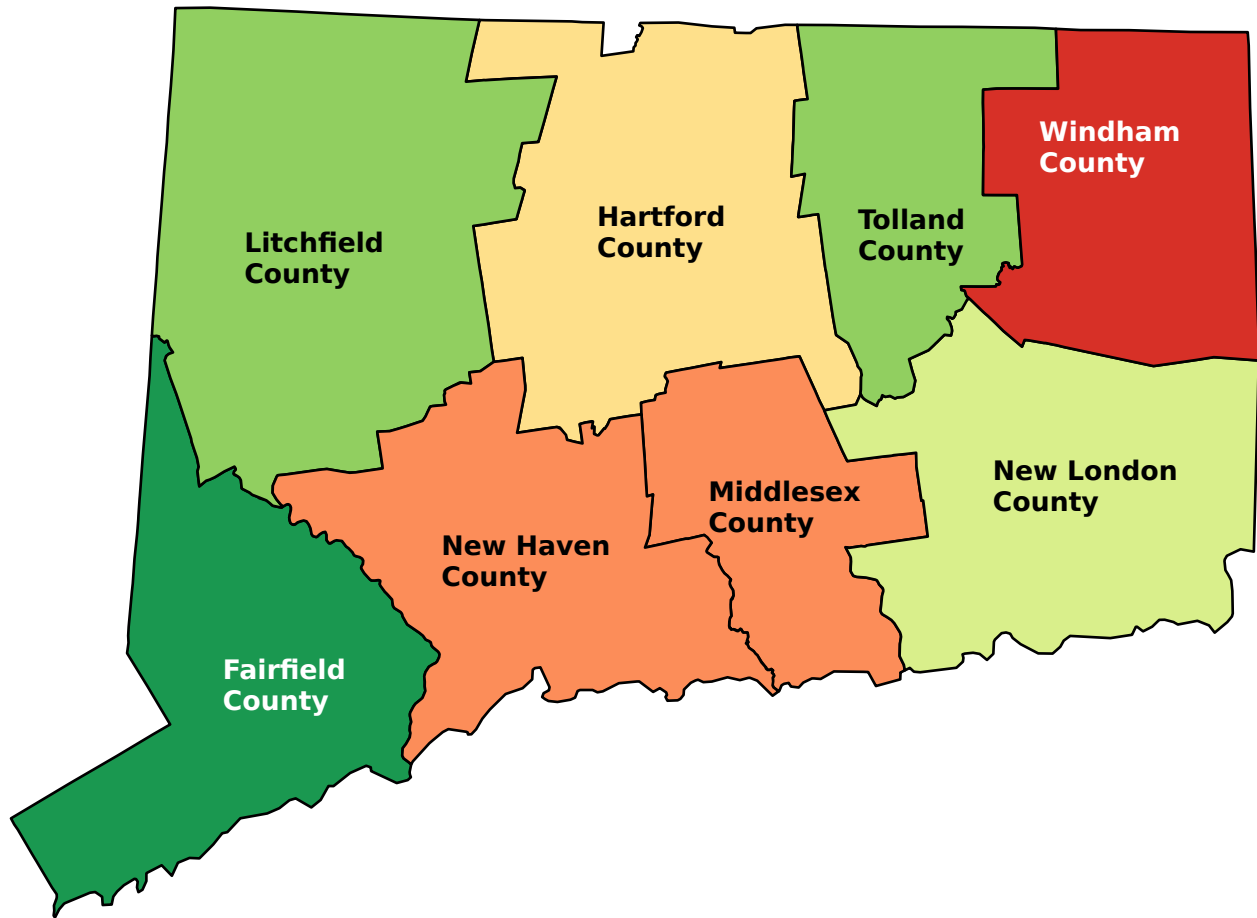 Windham
County
Hartford
County
Tolland
County
Litchfield
County
New London
County
Middlesex
County
New Haven
County
Fairfield
County